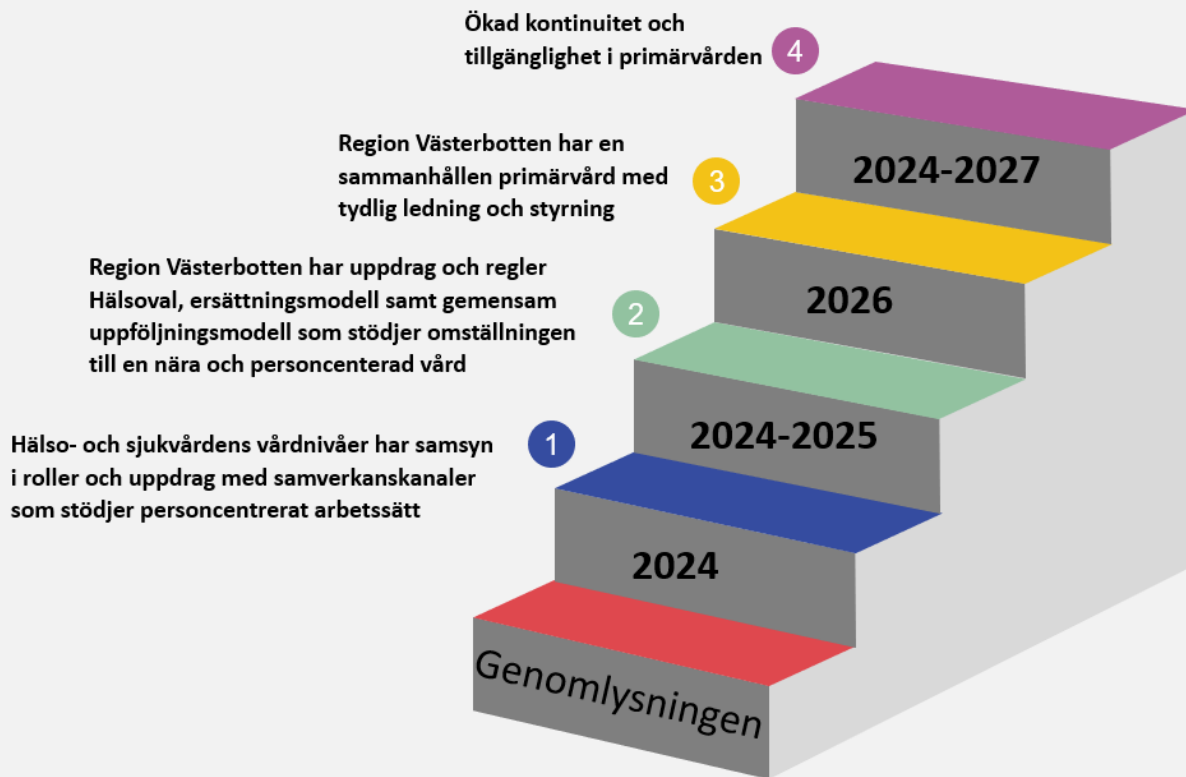 Ökad kontinuitet och
tillgänglighet i primärvården
4
2024-2027
Region Västerbotten har en
sammanhållen primärvård med
tydlig ledning och styrning
3
2026
Region Västerbotten har uppdrag och regler
Hälsoval, ersättningsmodell samt gemensam
uppföljningsmodell som stödjer omställningen
till en nära och personcenterad vård
2
2024-2025
Hälso- och sjukvårdens vårdnivåer har samsyn
i roller och uppdrag med samverkanskanaler
som stödjer personcentrerat arbetssätt
1
2024
Genomlysningen